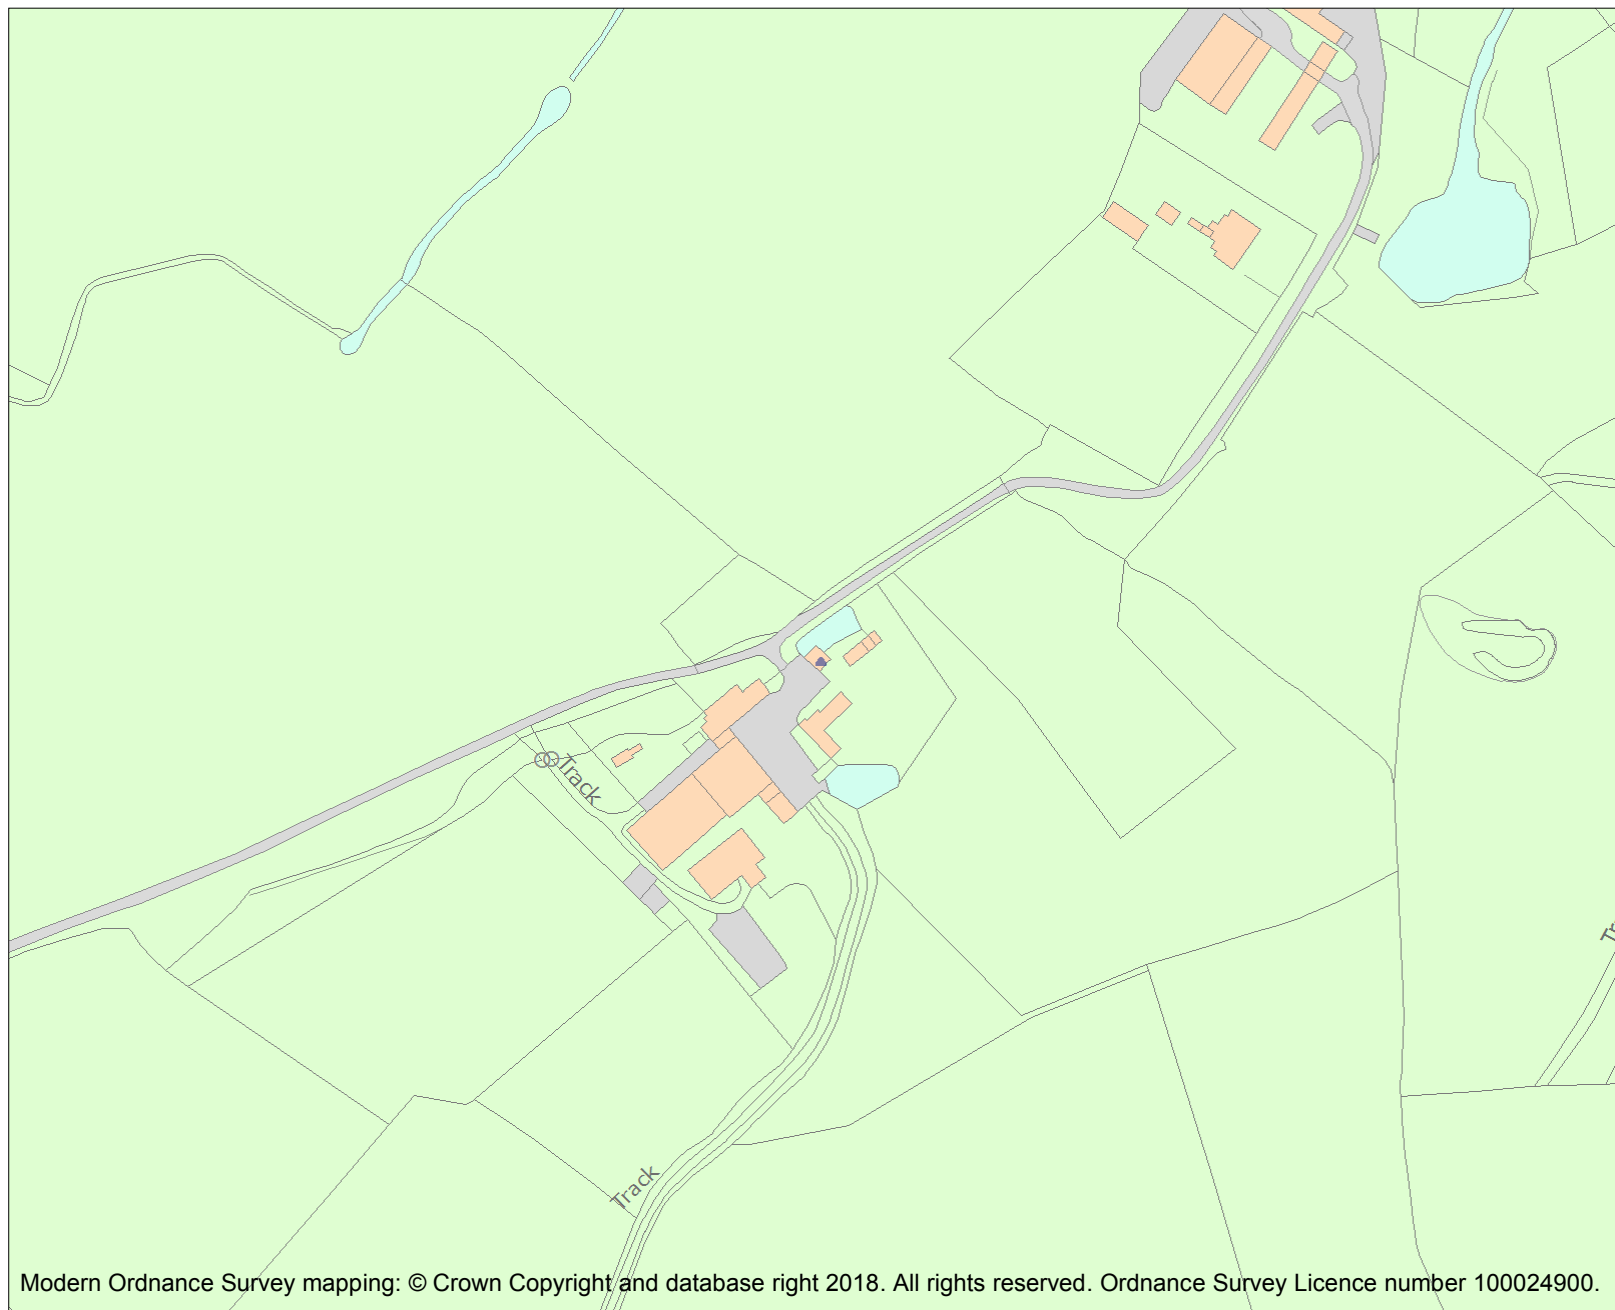 Track
Track
Modern Ordnance Survey mapping: © Crown Copyright and database right 2018. All rights reserved. Ordnance Survey Licence number 100024900.